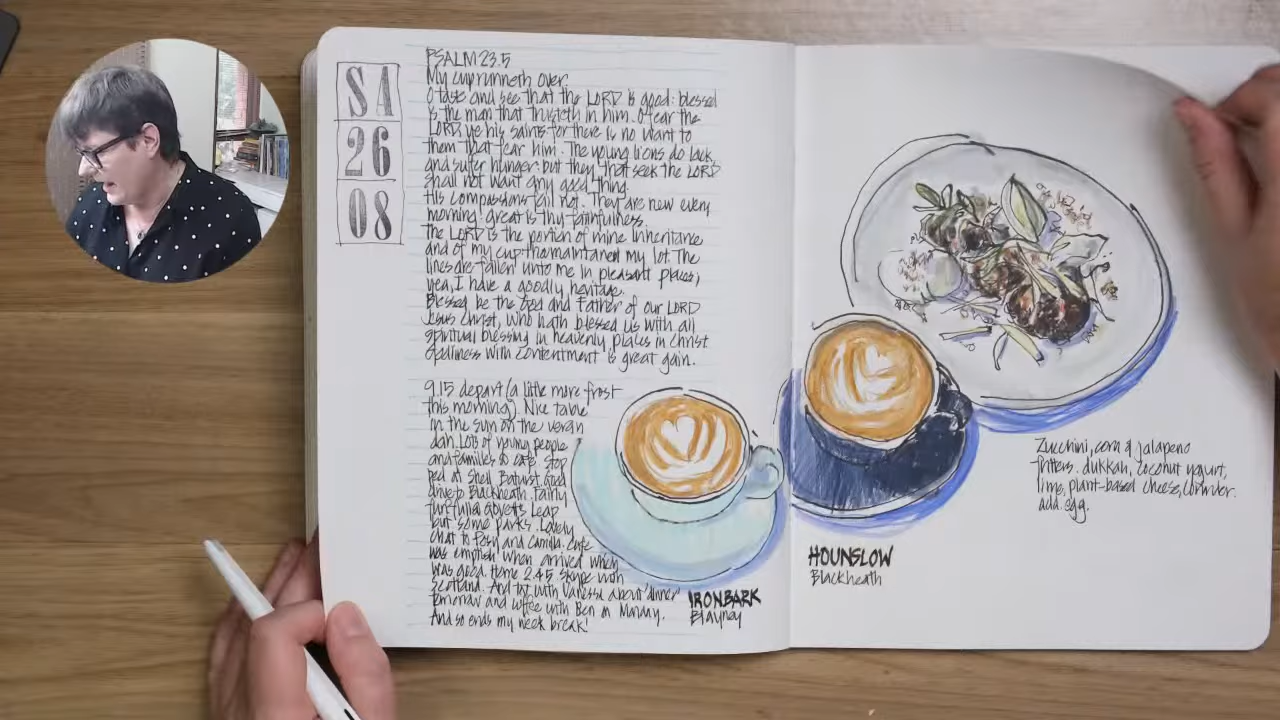 SA
26
08
PSALM 23.5
My cup runneth over.
O taste and see that the LORD is good: blessed
is the man that trusteth in him. O fear the
LORD, ye his saints for there is no want to
them that fear him. The young lions do lack,
and sufer hunger but they that seek the LORD
shall not want any good thing.
His compassions fail not. They are new every
morning: great is thy faithfulness.
The LORD is the portion of mine inheritance
and of my cup thou maintanest my lot. The
lines are fallen unto me in pleasant places,
yea, I have a goodly heritage.
Blessed be the God and Father of our LORD
Jesus Christ, who hath blessed us with all
spiritual blessing in heavenly places in Christ
Godliness with contentment is great gain.
9.15 depart (a little more frost
this morning). Nice table
in the sun on the veran
dah. Lots of young people
and families @ cafe. Stop
ped at Shell Bathurst and
drive to Blackheath. Fairly
Leap
but some parks. Lovely
chat to and Camilla. Cafe
was emptyish when arrived when
was good. Home 2.45 Skype with
Scotland. And txt with Vanessa about dinner
tomorrow and coffee with Ben on Monday.
And so ends my week break!
IRONBARK
Blayney
HOUNSLOW
Blackheath
Zucchini, corn & jalapeno
fritters. dukkah, coconut yogurt,
lime, plant-based cheese, coriander.
add. egg.